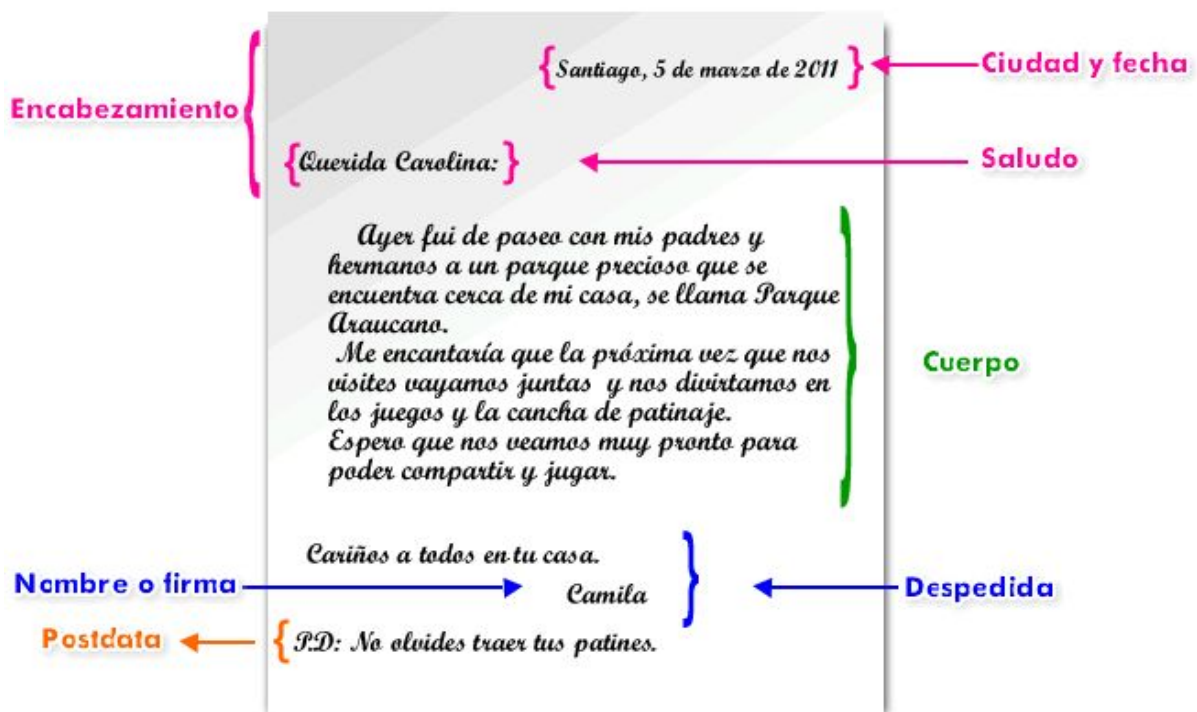 Santiago, 5 de marzo de 2011
Ciudad y fecha
Encabezamiento
Querida Carolina:
Saludo
Ayer fui de paseo con mis padres y
hermanos a un parque precioso que se
encuentra cerca de mi casa, se llama Parque
Araucano.
Me encantaría que la próxima vez que nos
visites vayamos juntas y nos divirtamos en
los juegos y la cancha de patinaje.
Espero que nos veamos muy pronto para
poder compartir y jugar.
Cuerpo
Cariños a todos en tu casa.
Nombre o firma
Camila
Despedida
Postdata
P.D: No olvides traer tus patines.